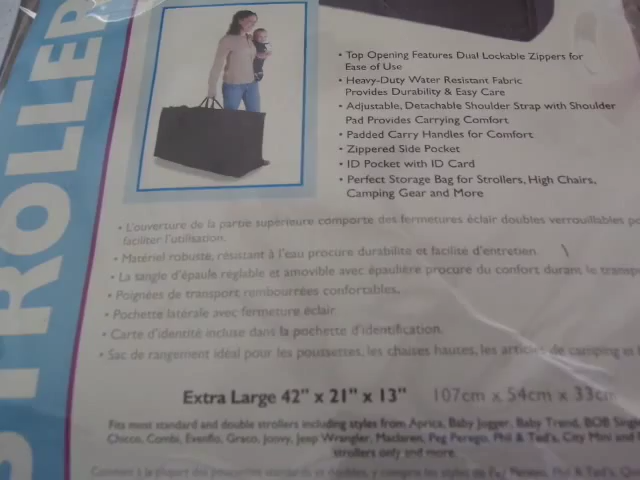 STROLLER
• Top Opening Features Dual Lockable Zippers for
Ease of Use
• Heavy-Duty Water Resistant Fabric
Provides Durability & Easy Care
• Adjustable, Detachable Shoulder Strap with Shoulder
Pad Provides Carrying Comfort
• Padded Carry Handles for Comfort
• Zippered Side Pocket
• ID Pocket with ID Card
• Perfect Storage Bag for Strollers, High Chairs,
Camping Gear and More
• L'ouverture de la partie supérieure comporte des fermetures éclair doubles verrouillables po
faciliter l'utilisation.
• Matériel robuste, résistant à l'eau procure durabilité et facilité d'entretien.
• La sangle d'épaule réglable et amovible avec épaulière procure du confort durant le transp
• Poignées de transport rembourrées confortables.
• Pochette latérale avec fermeture éclair.
• Carte d'identité incluse dans la pochette d'identification.
• Sac de rangement idéal pour les poussettes, les chaises hautes, les articles de camping et
Extra Large 42" x 21" x 13" 107cm x 54cm x 33cm
Fits most standard and double strollers including styles from Aprica, Baby Jogger, Baby Trend, BOB Single
Chicco, Combi, Evenflo, Graco, Joovy, Jeep Wrangler, Maclaren, Peg Perego, Phil & Ted's, City Mini and
strollers only and more.